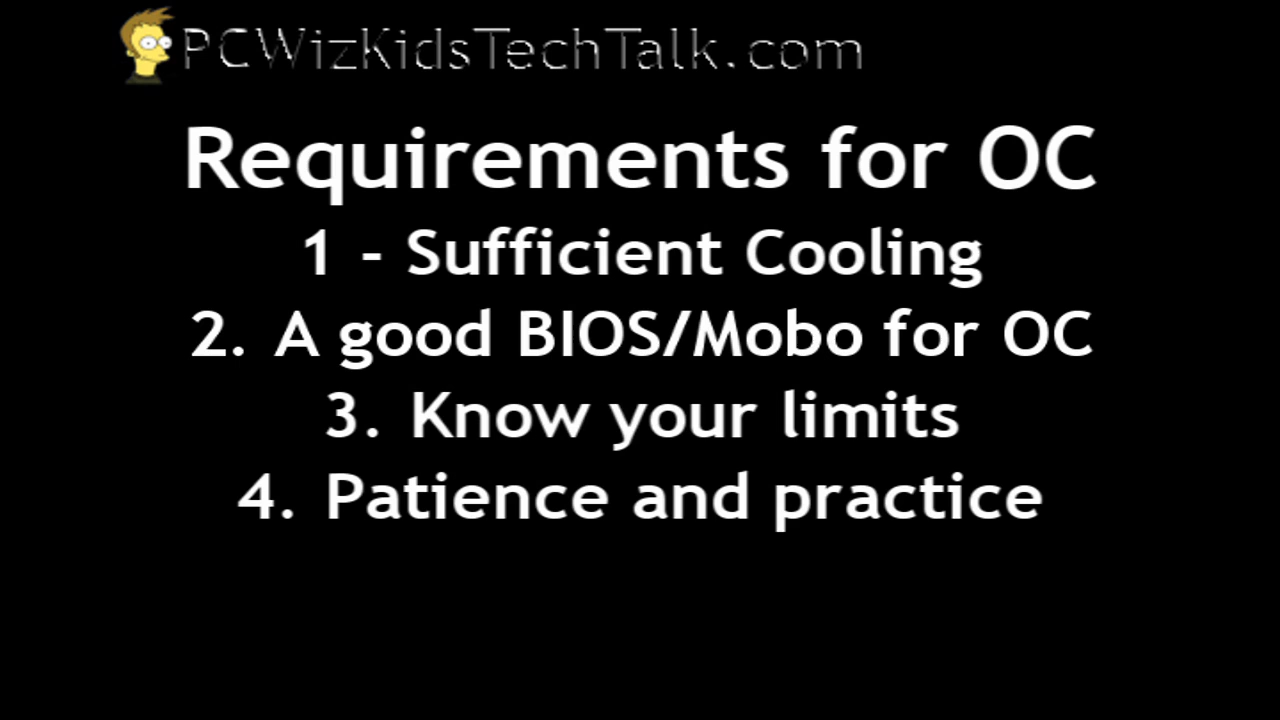 PCWizKidsTechTalk.com
Requirements for OC
1 - Sufficient Cooling
2. A good BIOS/Mobo for OC
3. Know your limits
4. Patience and practice